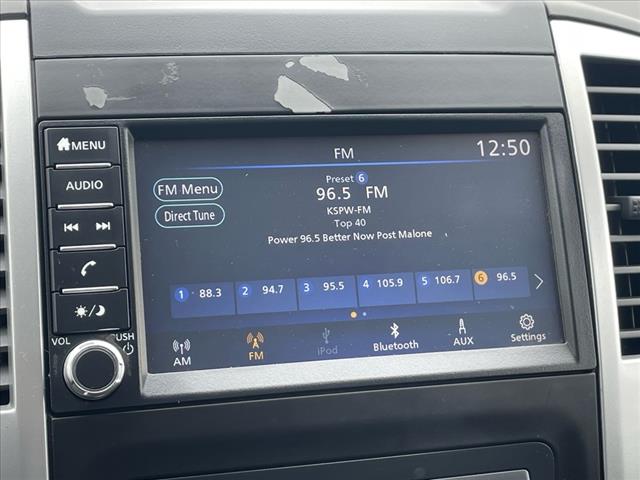 MENU
AUDIO
VOL
PUSH
FM
12:50
FM Menu
Direct Tune
Preset 6
96.5 FM
KSPW-FM
Top 40
Power 96.5 Better Now Post Malone
1 88.3 2 94.7 3 95.5 4 105.9 5 106.7 6 96.5
AM FM iPod Bluetooth AUX Settings